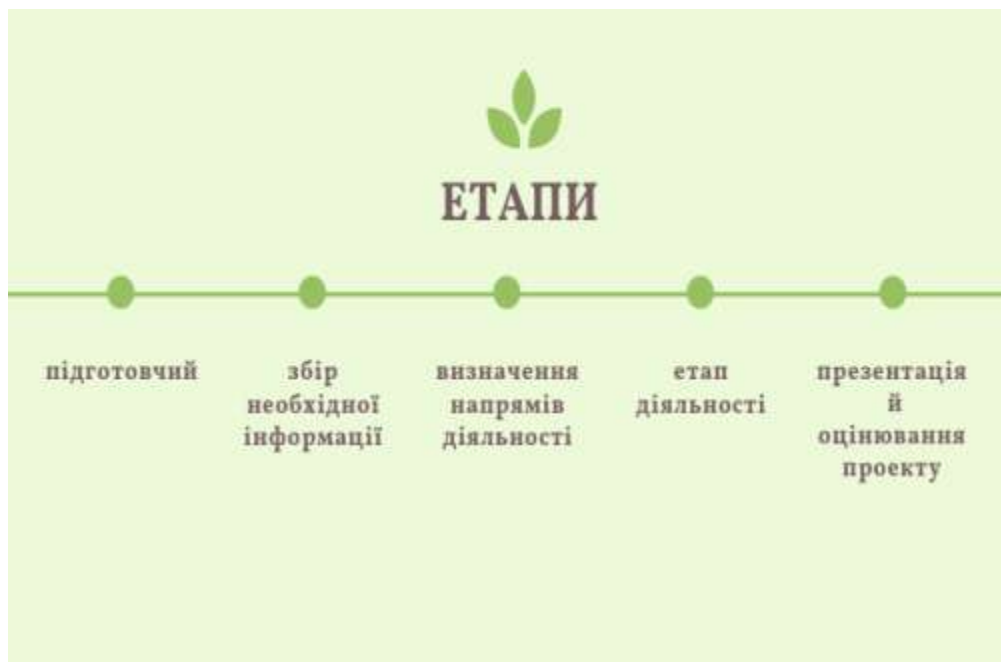 ЕТАПИ
підготовчий
збір
необхідної
інформації
визначення
напрямів
діяльності
етап
діяльності
презентація
й
оцінювання
проекту